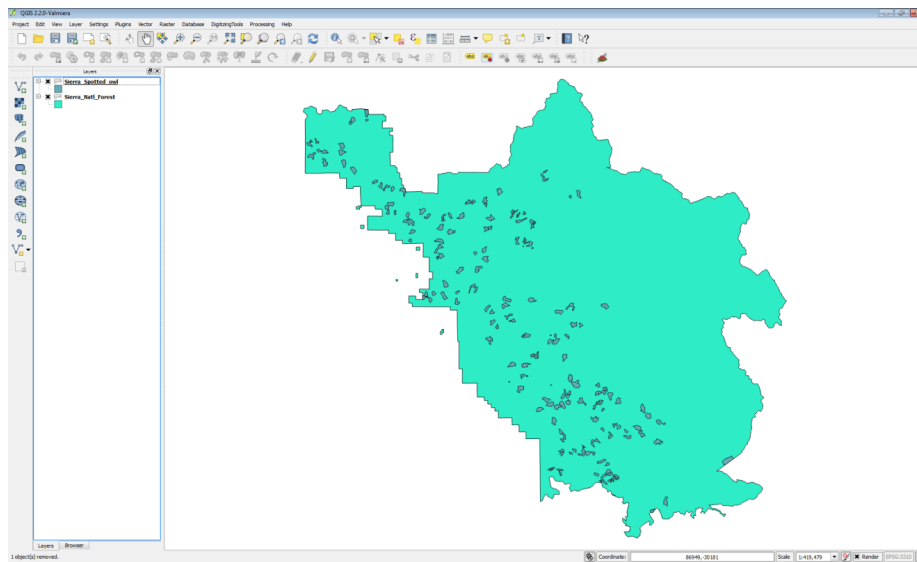 QGIS 2.2.0-Valmiera
Project Edit View Layer Settings Plugins Vector Raster Database DigitizingTools Processing Help
Layers
Sierra_Spotted_owl
Sierra_Natl_Forest
Layers Browser
1 object(s) removed.
Coordinate: 86949,-30181 Scale 1:419,479 Render EPSG:3310